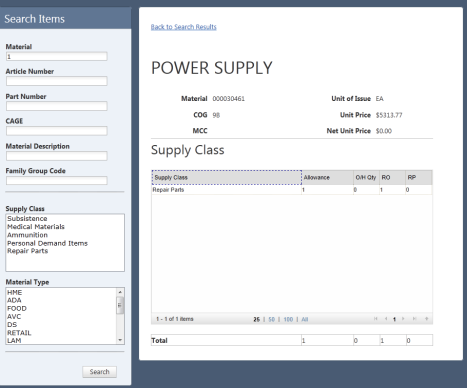 Search Items
Material
1
Article Number
Part Number
CAGE
Material Description
Family Group Code
Supply Class
Subsistence
Medical Materials
Ammunition
Personal Demand Items
Repair Parts
Material Type
HME
ADA
FOOD
AVC
DS
RETAIL
LAM
Search
Back to Search Results
POWER SUPPLY
Material 000030461 Unit of Issue EA
COG 9B Unit Price $5313.77
MCC Net Unit Price $0.00
Supply Class
Supply Class Allowance O/H Qty RO RP
Repair Parts 1 0 1 0
1 - 1 of 1 items 25 | 50 | 100 | All 1
Total 1 0 1 0